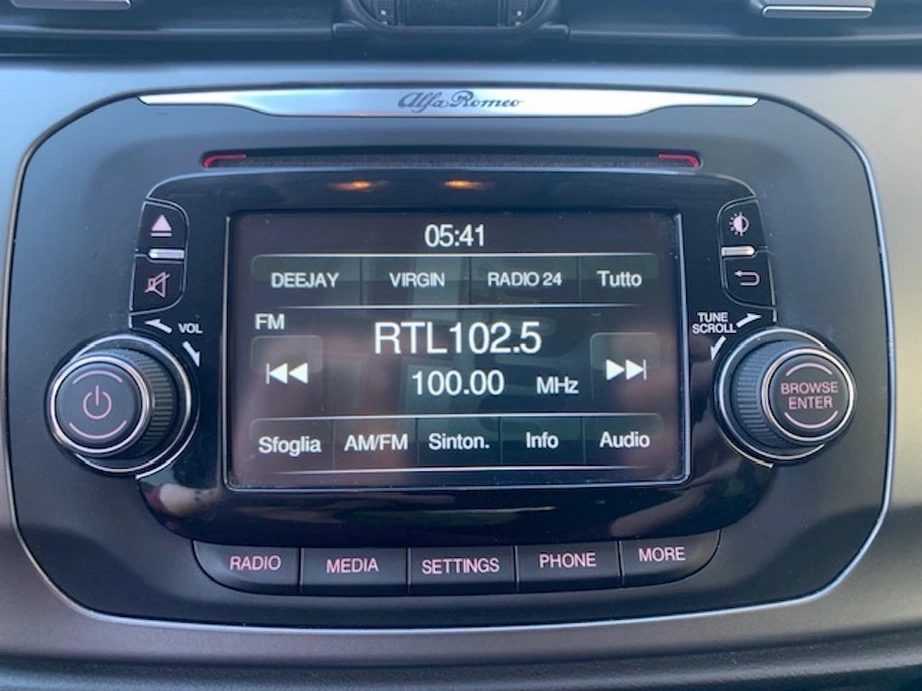 Alfa Romeo
05:41
DEEJAY VIRGIN RADIO 24 Tutto
FM
RTL102.5
100.00 MHz
Sfoglia AM/FM Sinton. Info Audio
VOL
TUNE
SCROLL
BROWSE
ENTER
RADIO MEDIA SETTINGS PHONE MORE